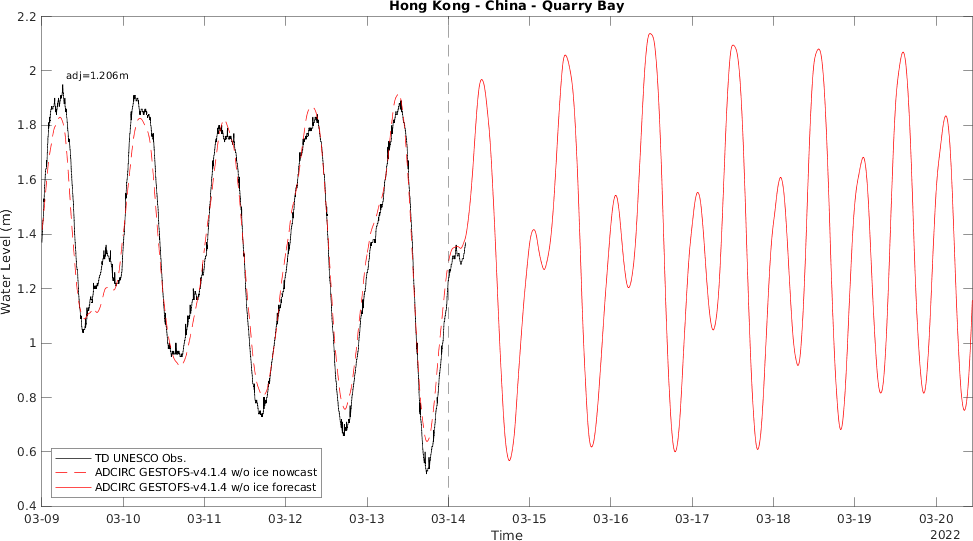 Hong Kong - China - Quarry Bay
2.2
2
1.8
1.6
1.4
1.2
1
0.8
0.6
0.4
Water Level (m)
adj=1.206m
TD UNESCO Obs.
ADCIRC GESTOFS-v4.1.4 w/o ice nowcast
ADCIRC GESTOFS-v4.1.4 w/o ice forecast
03-09 03-10 03-11 03-12 03-13 03-14 03-15 03-16 03-17 03-18 03-19 03-20
Time
2022